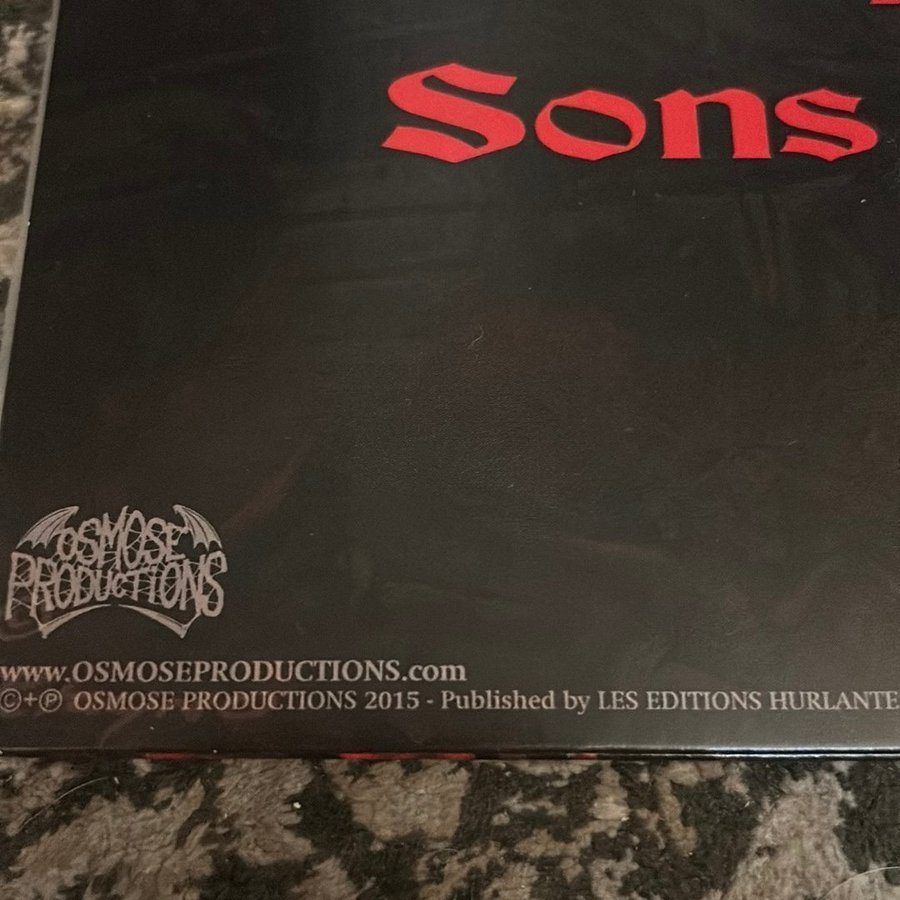 Sons
OSMOSE
PRODUCTIONS
www.OSMOSEPRODUCTIONS.com
©+℗ OSMOSE PRODUCTIONS 2015 - Published by LES EDITIONS HURLANTE